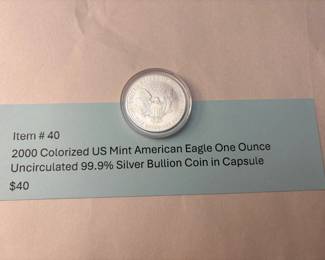 Item # 40
2000 Colorized US Mint American Eagle One Ounce
Uncirculated 99.9% Silver Bullion Coin in Capsule
$40